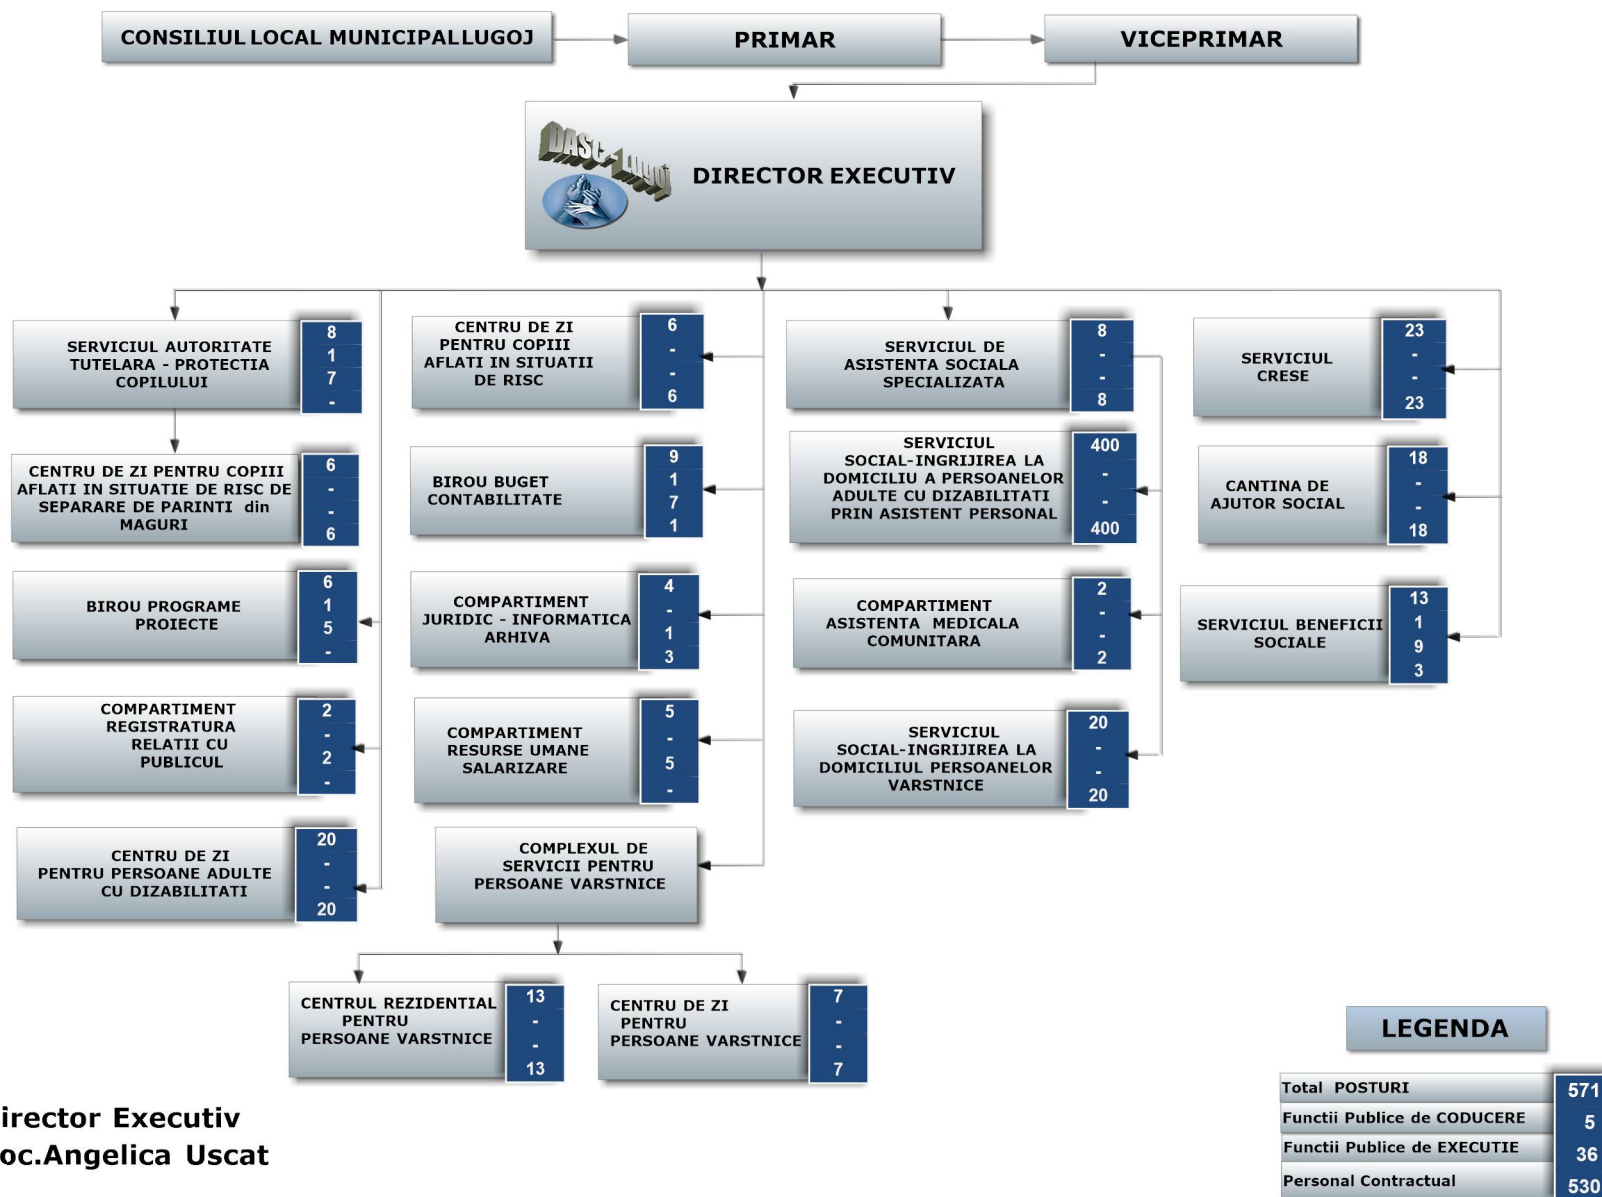 CONSILIUL LOCAL MUNICIPAL LUGOJ
PRIMAR
VICEPRIMAR
DASC - Lugoj
DIRECTOR EXECUTIV
SERVICIUL AUTORITATE
TUTELARA - PROTECTIA
COPILULUI
8
1
7
-
CENTRU DE ZI PENTRU COPIII
AFLATI IN SITUATIE DE RISC DE
SEPARARE DE PARINTI din
MAGURI
6
-
-
6
BIROU PROGRAME
PROIECTE
6
1
5
-
COMPARTIMENT
REGISTRATURA
RELATII CU
PUBLICUL
2
-
2
-
CENTRU DE ZI
PENTRU PERSOANE ADULTE
CU DIZABILITATI
20
-
-
20
CENTRU DE ZI
PENTRU COPIII
AFLATI IN SITUATII
DE RISC
6
-
-
6
BIROU BUGET
CONTABILITATE
9
1
7
1
COMPARTIMENT
JURIDIC - INFORMATICA
ARHIVA
4
-
1
3
COMPARTIMENT
RESURSE UMANE
SALARIZARE
5
-
5
-
COMPLEXUL DE
SERVICII PENTRU
PERSOANE VARSTNICE
CENTRUL REZIDENTIAL
PENTRU
PERSOANE VARSTNICE
13
-
-
13
CENTRU DE ZI
PENTRU
PERSOANE VARSTNICE
7
-
-
7
SERVICIUL DE
ASISTENTA SOCIALA
SPECIALIZATA
8
-
-
8
SERVICIUL
SOCIAL-INGRIJIREA LA
DOMICILIU A PERSOANELOR
ADULTE CU DIZABILITATI
PRIN ASISTENT PERSONAL
400
-
-
400
COMPARTIMENT
ASISTENTA MEDICALA
COMUNITARA
2
-
-
2
SERVICIUL
SOCIAL-INGRIJIREA LA
DOMICILIUL PERSOANELOR
VARSTNICE
20
-
-
20
SERVICIUL
CRESE
23
-
-
23
CANTINA DE
AJUTOR SOCIAL
18
-
-
18
SERVICIUL BENEFICII
SOCIALE
13
1
9
3
irector Executiv
oc.Angelica Uscat
LEGENDA
Total POSTURI 571
Functii Publice de CODUCERE 5
Functii Publice de EXECUTIE 36
Personal Contractual 530